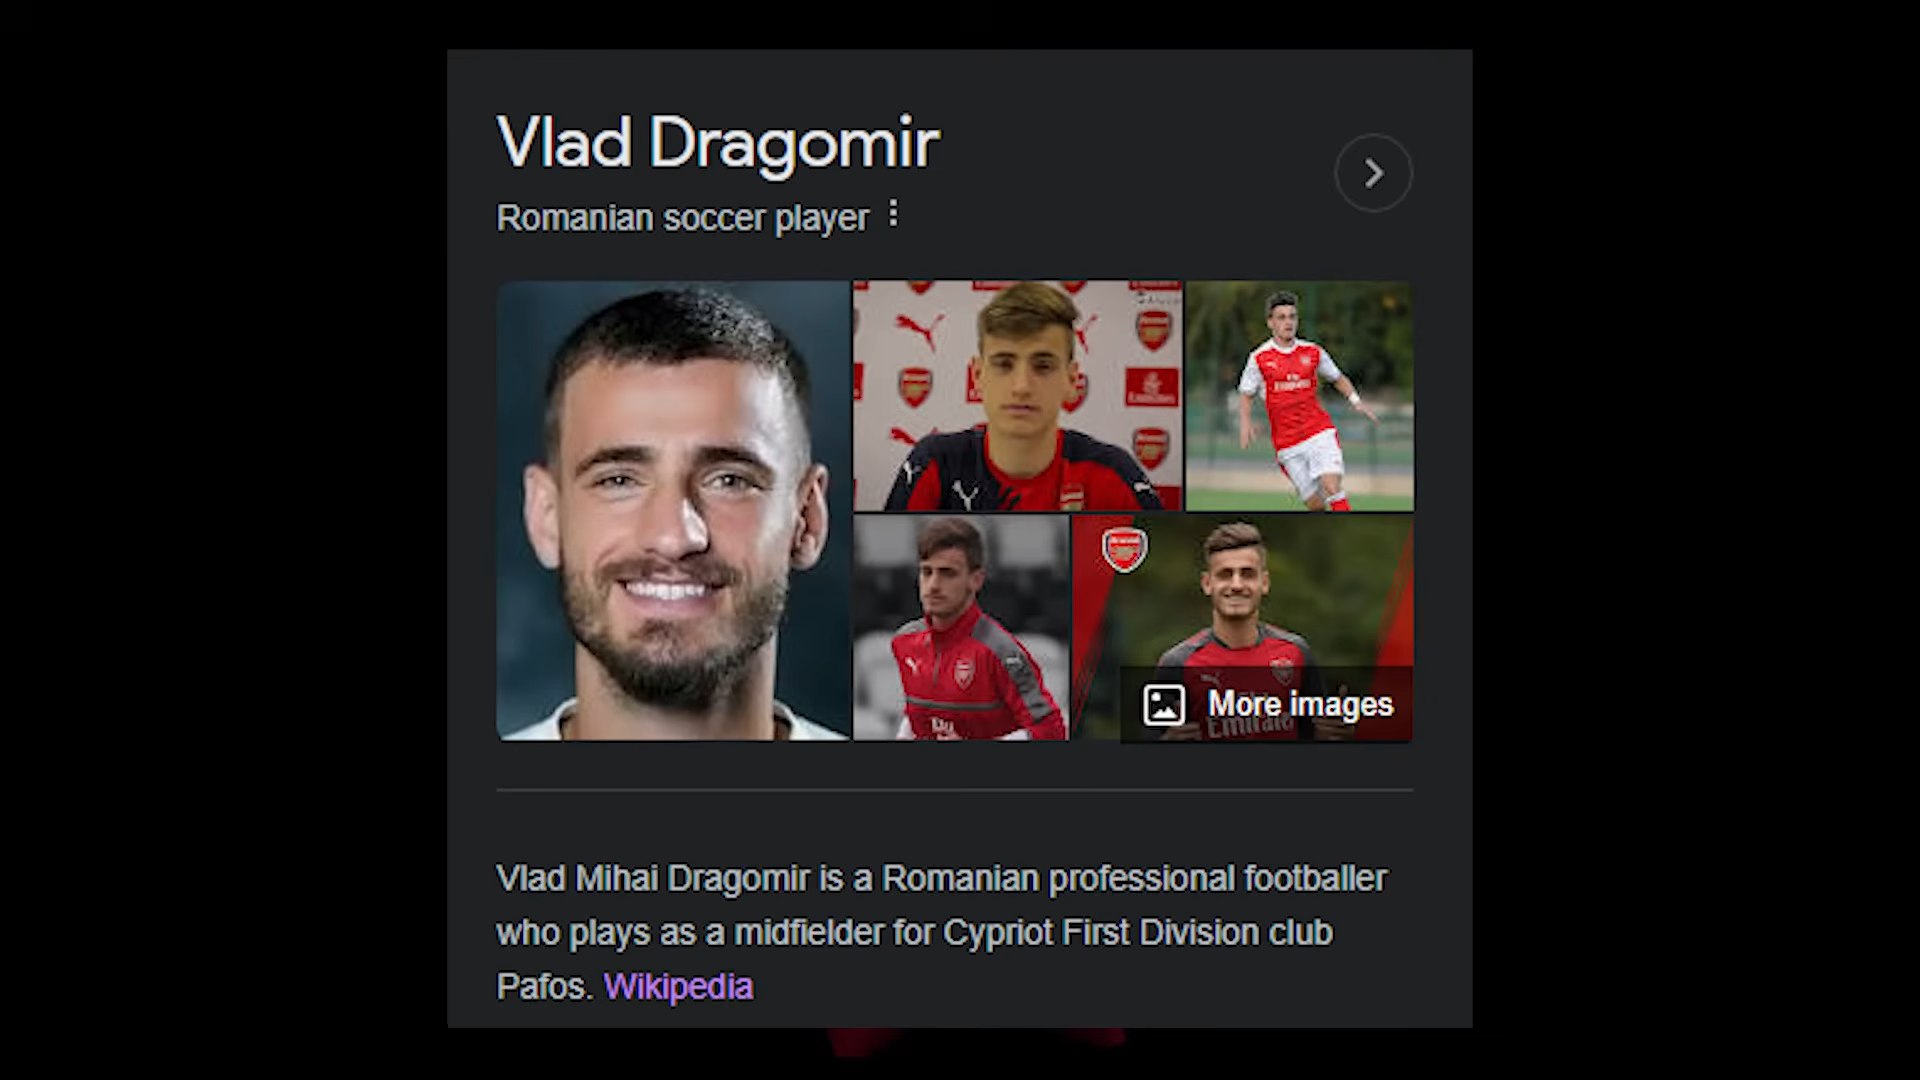 Vlad Dragomir
Romanian soccer player
More images
Emirates
Vlad Mihai Dragomir is a Romanian professional footballer
who plays as a midfielder for Cypriot First Division club
Pafos. Wikipedia